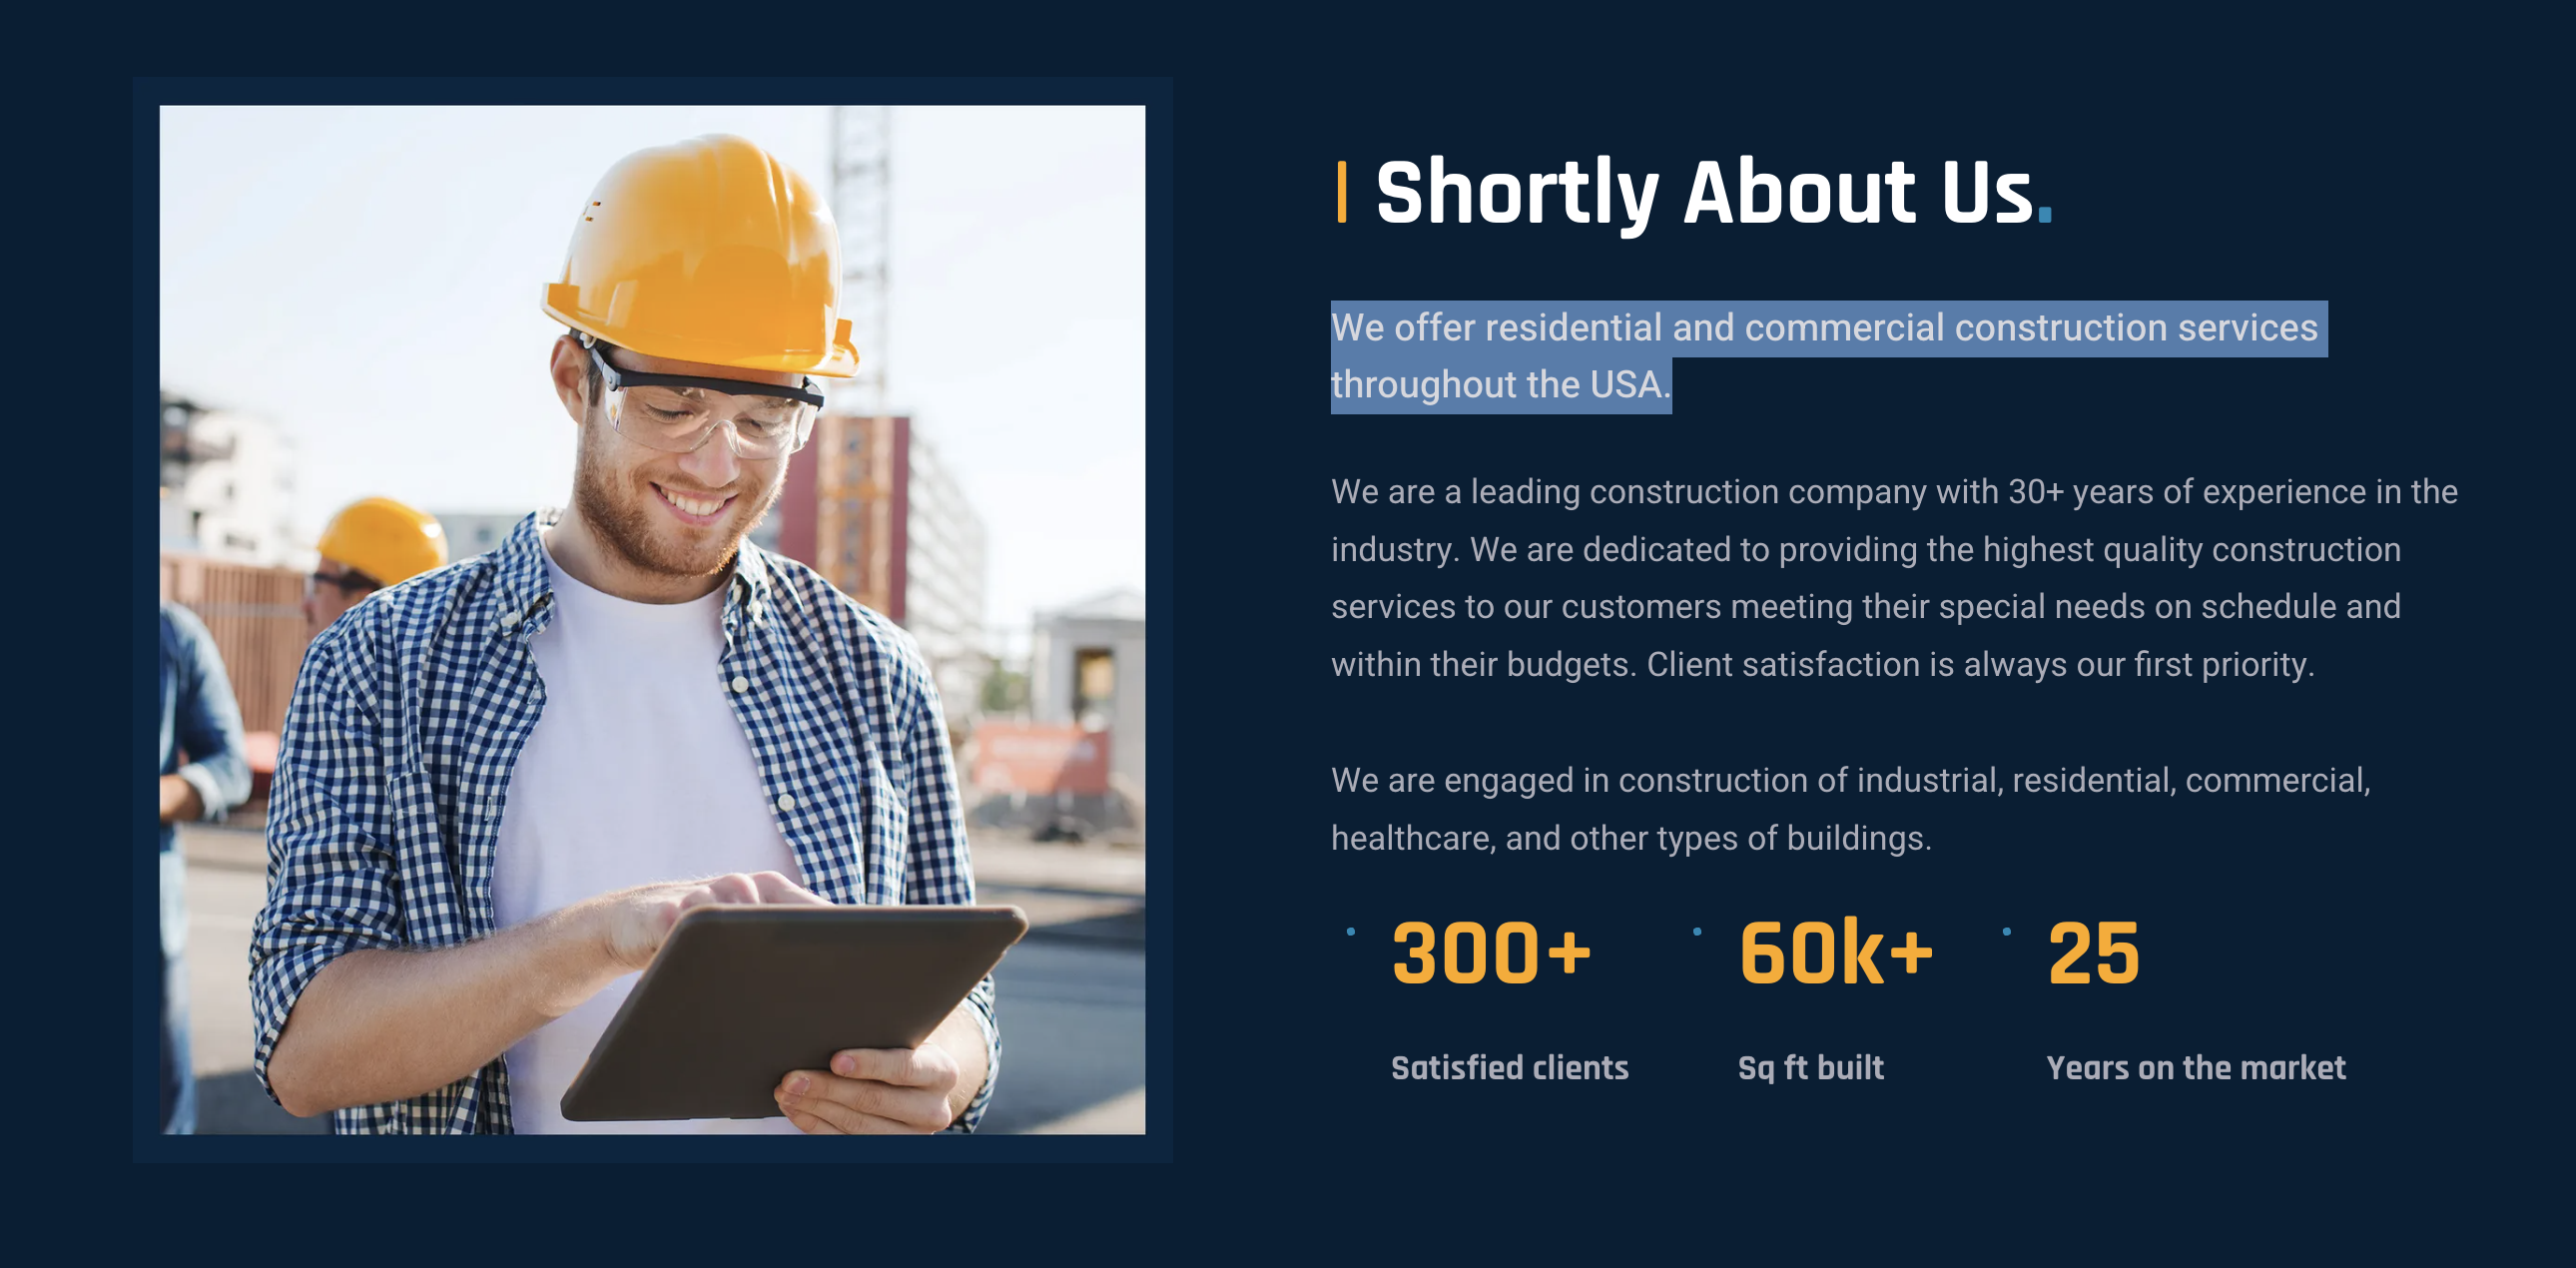 Shortly About Us.
We offer residential and commercial construction services
throughout the USA.
We are a leading construction company with 30+ years of experience in the
industry. We are dedicated to providing the highest quality construction
services to our customers meeting their special needs on schedule and
within their budgets. Client satisfaction is always our first priority.
We are engaged in construction of industrial, residential, commercial,
healthcare, and other types of buildings.
300+
Satisfied clients
60k+
Sq ft built
25
Years on the market